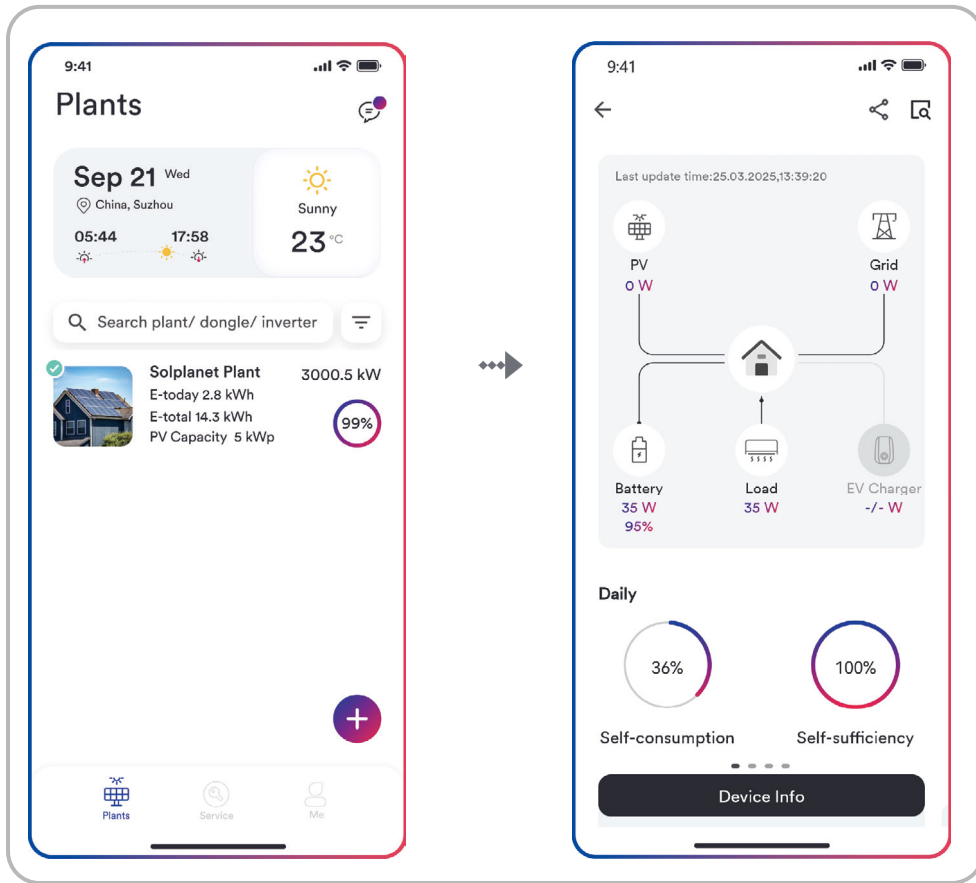 9:41
Plants
Sep 21 Wed
China, Suzhou
Sunny
05:44 17:58
23 °C
Search plant/ dongle/ inverter
Solplanet Plant 3000.5 kW
E-today 2.8 kWh
E-total 14.3 kWh
99%
PV Capacity 5 kWp
Plants Service Me
9:41
Last update time:25.03.2025,13:39:20
PV Grid
0 W 0 W
Battery Load EV Charger
35 W 35 W -/- W
95%
Daily
36% 100%
Self-consumption Self-sufficiency
Device Info